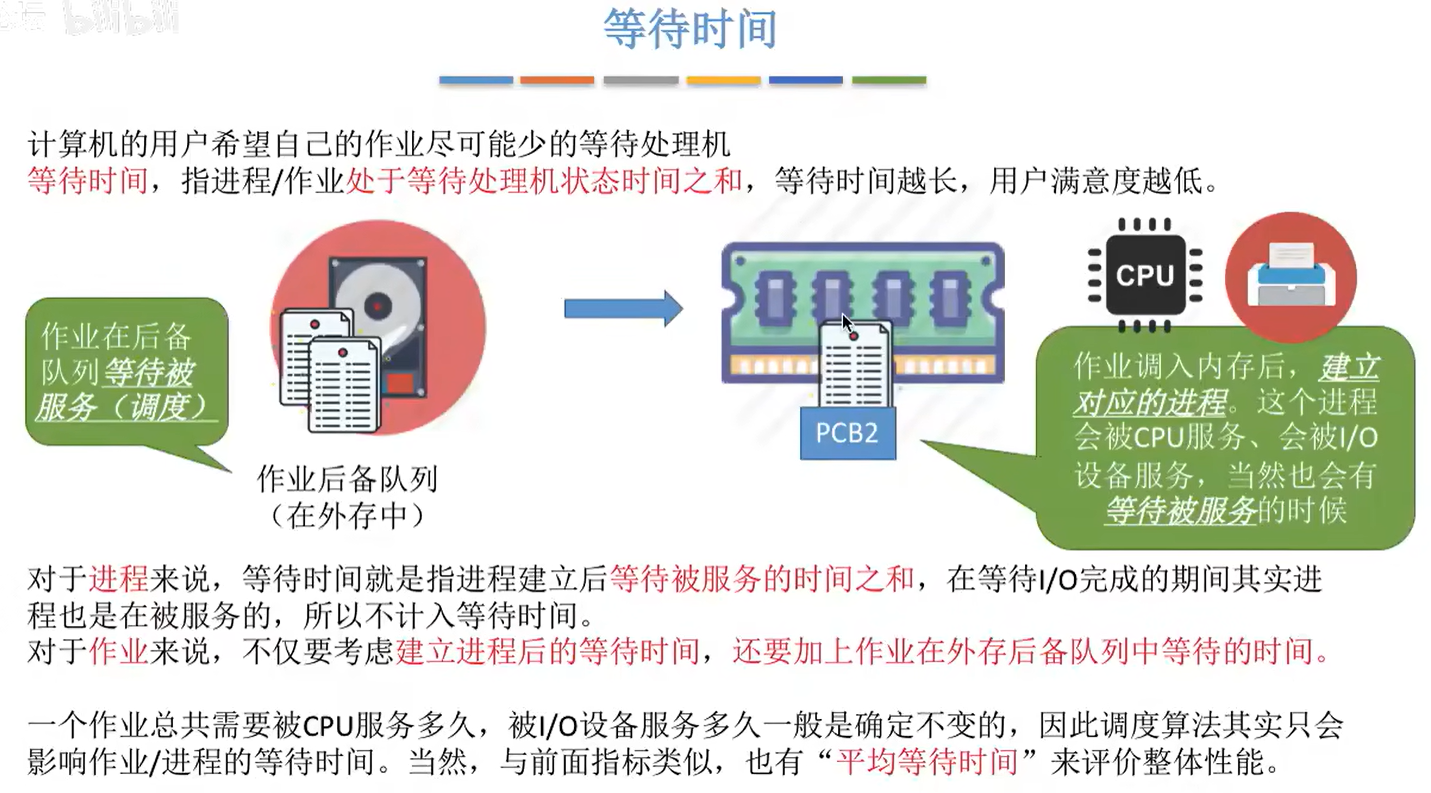 等待时间
计算机的用户希望自己的作业尽可能少的等待处理机
等待时间，指进程/作业处于等待处理机状态时间之和，等待时间越长，用户满意度越低。
作业在后备
队列等待被
服务（调度）
作业后备队列
（在外存中）
PCB2
CPU
作业调入内存后，建立
对应的进程。这个进程
会被CPU服务、会被I/O
设备服务，当然也会有
等待被服务的时候
对于进程来说，等待时间就是指进程建立后等待被服务的时间之和，在等待I/O完成的期间其实进
程也是在被服务的，所以不计入等待时间。
对于作业来说，不仅要考虑建立进程后的等待时间，还要加上作业在外存后备队列中等待的时间。
一个作业总共需要被CPU服务多久，被I/O设备服务多久一般是确定不变的，因此调度算法其实只会
影响作业/进程的等待时间。当然，与前面指标类似，也有“平均等待时间”来评价整体性能。